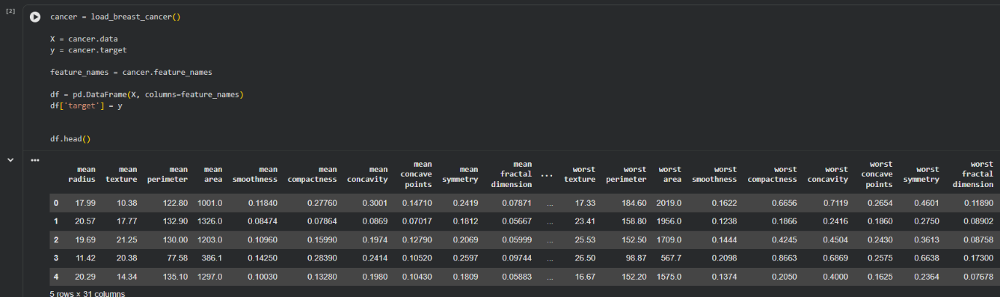 [2]
cancer = load_breast_cancer()
X = cancer.data
y = cancer.target
feature_names = cancer.feature_names
df = pd.DataFrame(X, columns=feature_names)
df['target'] = y
df.head()
mean radius mean texture mean perimeter mean area mean smoothness mean compactness mean concavity mean concave points mean symmetry mean fractal dimension ... worst texture worst perimeter worst area worst smoothness worst compactness worst concavity worst concave points worst symmetry worst fractal dimension
0 17.99 10.38 122.80 1001.0 0.11840 0.27760 0.3001 0.14710 0.2419 0.07871 ... 17.33 184.60 2019.0 0.1622 0.6656 0.7119 0.2654 0.4601 0.11890
1 20.57 17.77 132.90 1326.0 0.08474 0.07864 0.0869 0.07017 0.1812 0.05667 ... 23.41 158.80 1956.0 0.1238 0.1866 0.2416 0.1860 0.2750 0.08902
2 19.69 21.25 130.00 1203.0 0.10960 0.15990 0.1974 0.12790 0.2069 0.05999 ... 25.53 152.50 1709.0 0.1444 0.4245 0.4504 0.2430 0.3613 0.08758
3 11.42 20.38 77.58 386.1 0.14250 0.28390 0.2414 0.10520 0.2597 0.09744 ... 26.50 98.87 567.7 0.2098 0.8663 0.6869 0.2575 0.6638 0.17300
4 20.29 14.34 135.10 1297.0 0.10030 0.13280 0.1980 0.10430 0.1809 0.05883 ... 16.67 152.20 1575.0 0.1374 0.2050 0.4000 0.1625 0.2364 0.07678
5 rows × 31 columns